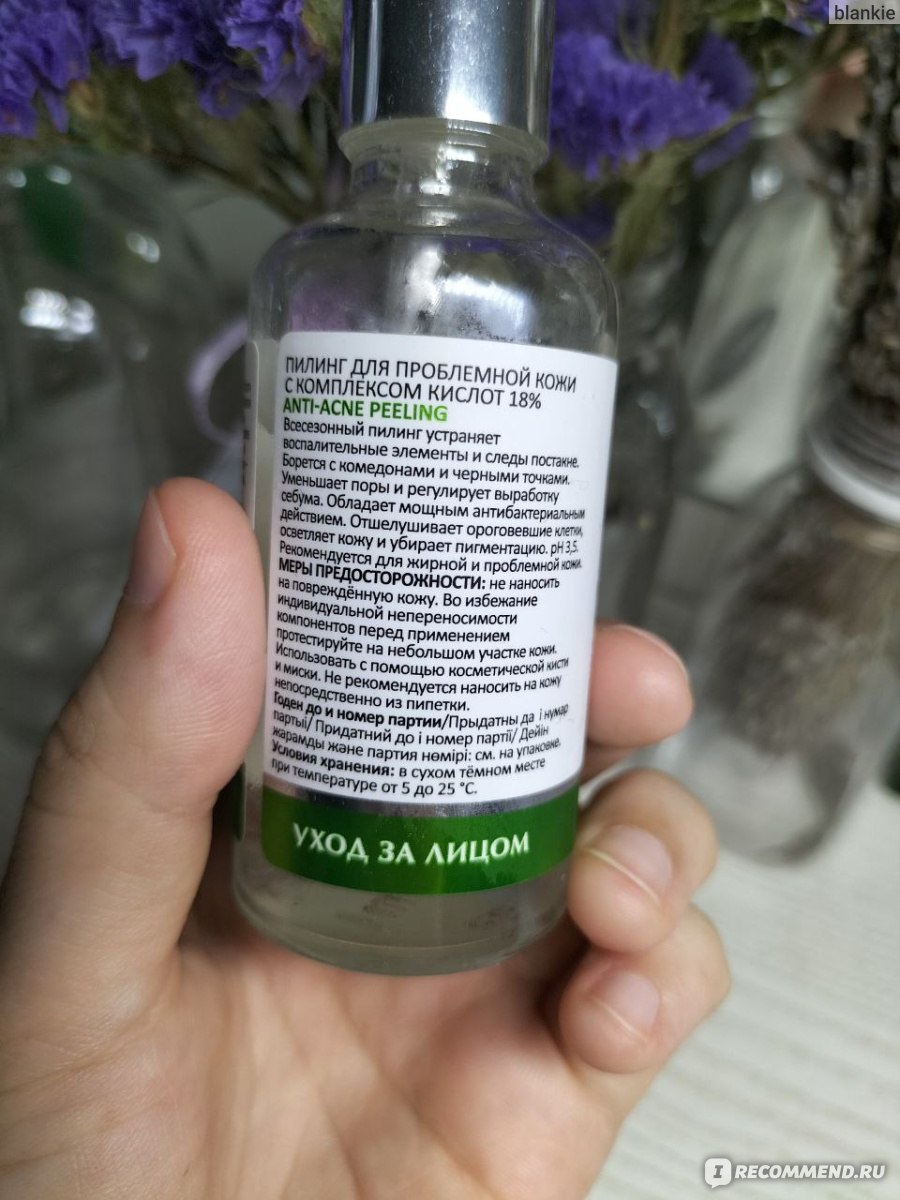 blankie
ПИЛИНГ ДЛЯ ПРОБЛЕМНОЙ КОЖИ
С КОМПЛЕКСОМ КИСЛОТ 18%
ANTI-ACNE PEELING
Всесезонный пилинг устраняет
воспалительные элементы и следы постакне.
Борется с комедонами и черными точками.
Уменьшает поры и регулирует выработку
себума. Обладает мощным антибактериальным
действием. Отшелушивает ороговевшие клетки,
осветляет кожу и убирает пигментацию. pH 3,5.
Рекомендуется для жирной и проблемной кожи.
МЕРЫ ПРЕДОСТОРОЖНОСТИ: не наносить
на повреждённую кожу. Во избежание
индивидуальной непереносимости
компонентов перед применением
протестируйте на небольшом участке кожи.
Использовать с помощью косметической кисти
и миски. Не рекомендуется наносить на кожу
непосредственно из пипетки.
Годен до и номер партии/Прыдатны да і нумар
партыі/ Придатний до і номер партії/ Дейін
жарамды және партия нөмірі: см. на упаковке.
Условия хранения: в сухом тёмном месте
при температуре от 5 до 25 °C.
УХОД ЗА ЛИЦОМ
IRECOMMEND.RU